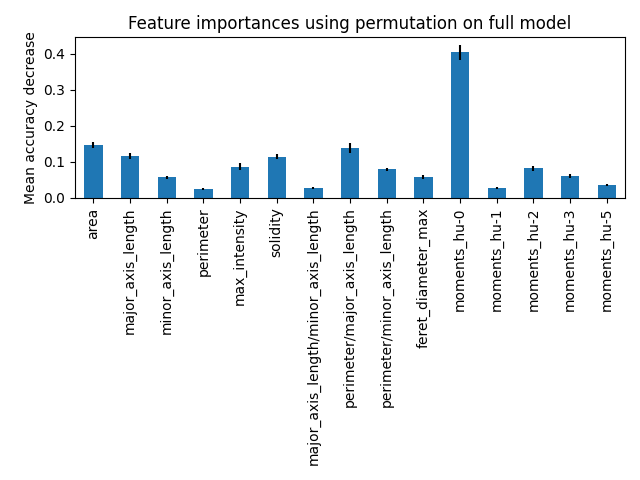 Feature importances using permutation on full model
Mean accuracy decrease
0.4
0.3
0.2
0.1
0.0
area
major_axis_length
minor_axis_length
perimeter
max_intensity
solidity
major_axis_length/minor_axis_length
perimeter/major_axis_length
perimeter/minor_axis_length
feret_diameter_max
moments_hu-0
moments_hu-1
moments_hu-2
moments_hu-3
moments_hu-5